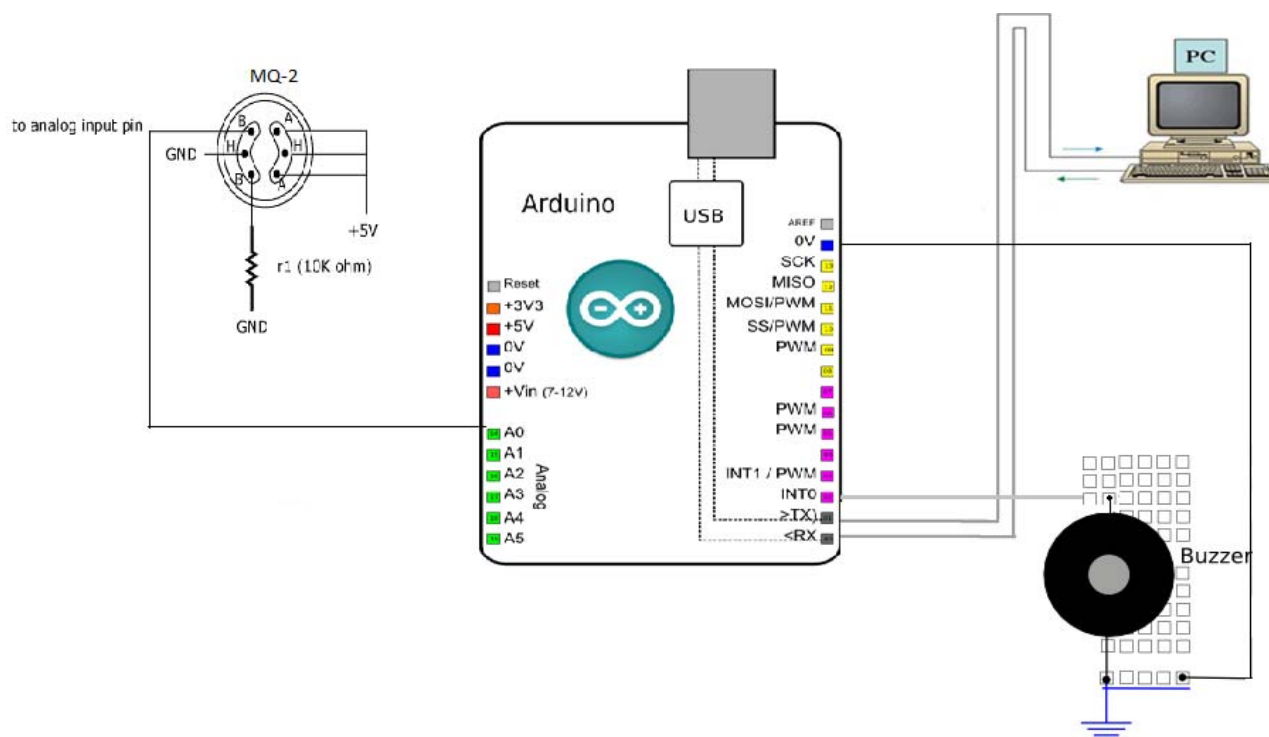 MQ-2
to analog input pin
B
A
GND
H
H
B
A
+5V
r1 (10K ohm)
GND
Arduino
USB
Reset
+3V3
+5V
0V
0V
+Vin (7-12V)
A0
A1
A2
A3
A4
A5
Analog
AREF
0V
SCK
MISO
MOSI/PWM
SS/PWM
PWM
PWM
PWM
INT1 / PWM
INT0
>TX)
<RX
PC
Buzzer